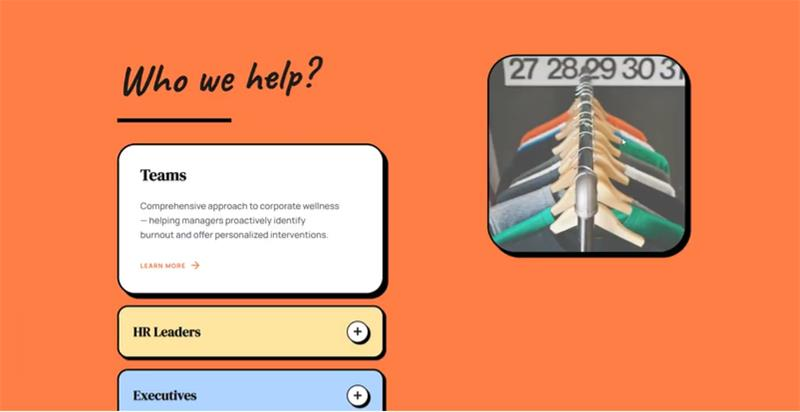 Who we help?
Teams
Comprehensive approach to corporate wellness
— helping managers proactively identify
burnout and offer personalized interventions.
LEARN MORE →
HR Leaders
Executives
27 28 29 30 31